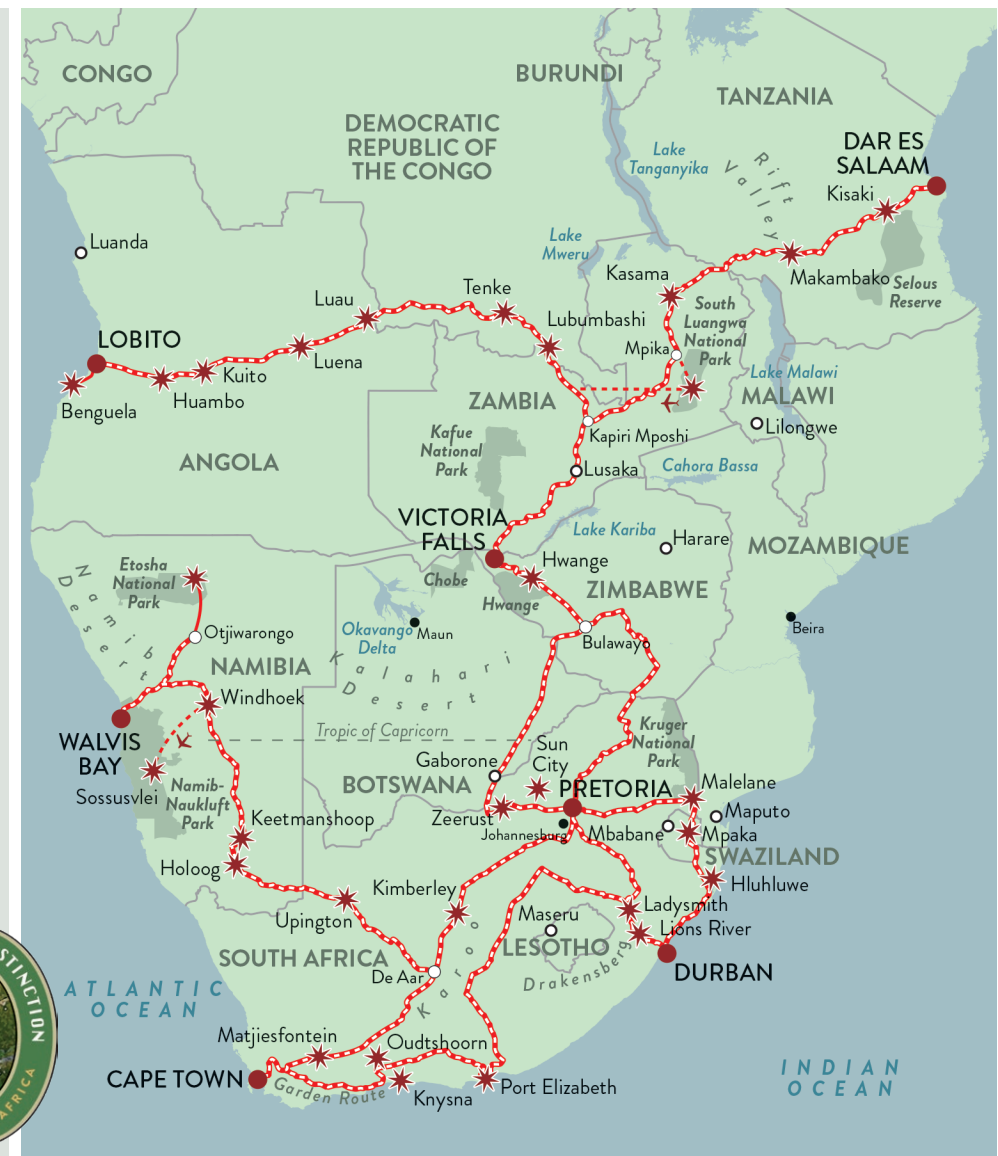 CONGO
BURUNDI
TANZANIA
DEMOCRATIC
REPUBLIC OF
THE CONGO
DAR ES
SALAAM
Lake
Tanganyika
Rift
Valley
Kisaki
Luanda
Lake
Mweru
Kasama
Makambako
Selous
Reserve
Tenke
Luau
Lubumbashi
South
Luangwa
National
Park
LOBITO
Mpika
Luena
Kuito
Lake Malawi
Benguela
Huambo
ZAMBIA
MALAWI
Kapiri Mposhi
Lilongwe
Kafue
National
Park
ANGOLA
Lusaka
Cahora Bassa
VICTORIA
FALLS
Lake Kariba
Harare
MOZAMBIQUE
Etosha
National
Park
Namib
Desert
Chobe
Hwange
Hwange
ZIMBABWE
Okavango
Delta
Maun
Otjiwarongo
Bulawayo
Beira
NAMIBIA
Kalahari
Desert
Windhoek
Tropic of Capricorn
Kruger
National
Park
WALVIS
BAY
Sossusvlei
Namib-
Naukluft
Park
Gaborone
Sun
City
BOTSWANA
PRETORIA
Malelane
Zeerust
Johannesburg
Mbabane
Maputo
Mpaka
Keetmanshoop
SWAZILAND
Holoog
Hluhluwe
Kimberley
Upington
Maseru
Ladysmith
Lions River
SOUTH AFRICA
LESOTHO
De Aar
Karoo
Drakensberg
DURBAN
ATLANTIC
OCEAN
Matjiesfontein
Oudtshoorn
CAPE TOWN
Garden Route
Knysna
Port Elizabeth
INDIAN
OCEAN
AFRICA